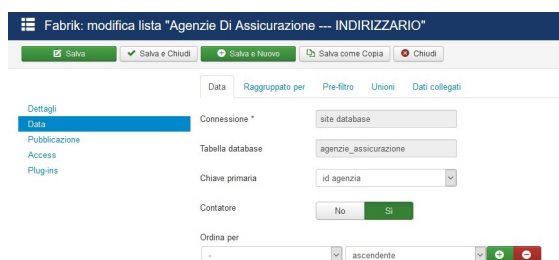 Fabrik: modifica lista "Agenzie Di Assicurazione --- INDIRIZZARIO"
Salva Salva e Chiudi Salva e Nuovo Salva come Copia Chiudi
Data Raggruppato per Pre-filtro Unioni Dati collegati
Dettagli
Data
Pubblicazione
Access
Plug-ins
Connessione * site database
Tabella database agenzie_assicurazione
Chiave primaria id agenzia
Contatore No Sì
Ordina per
- ascendente